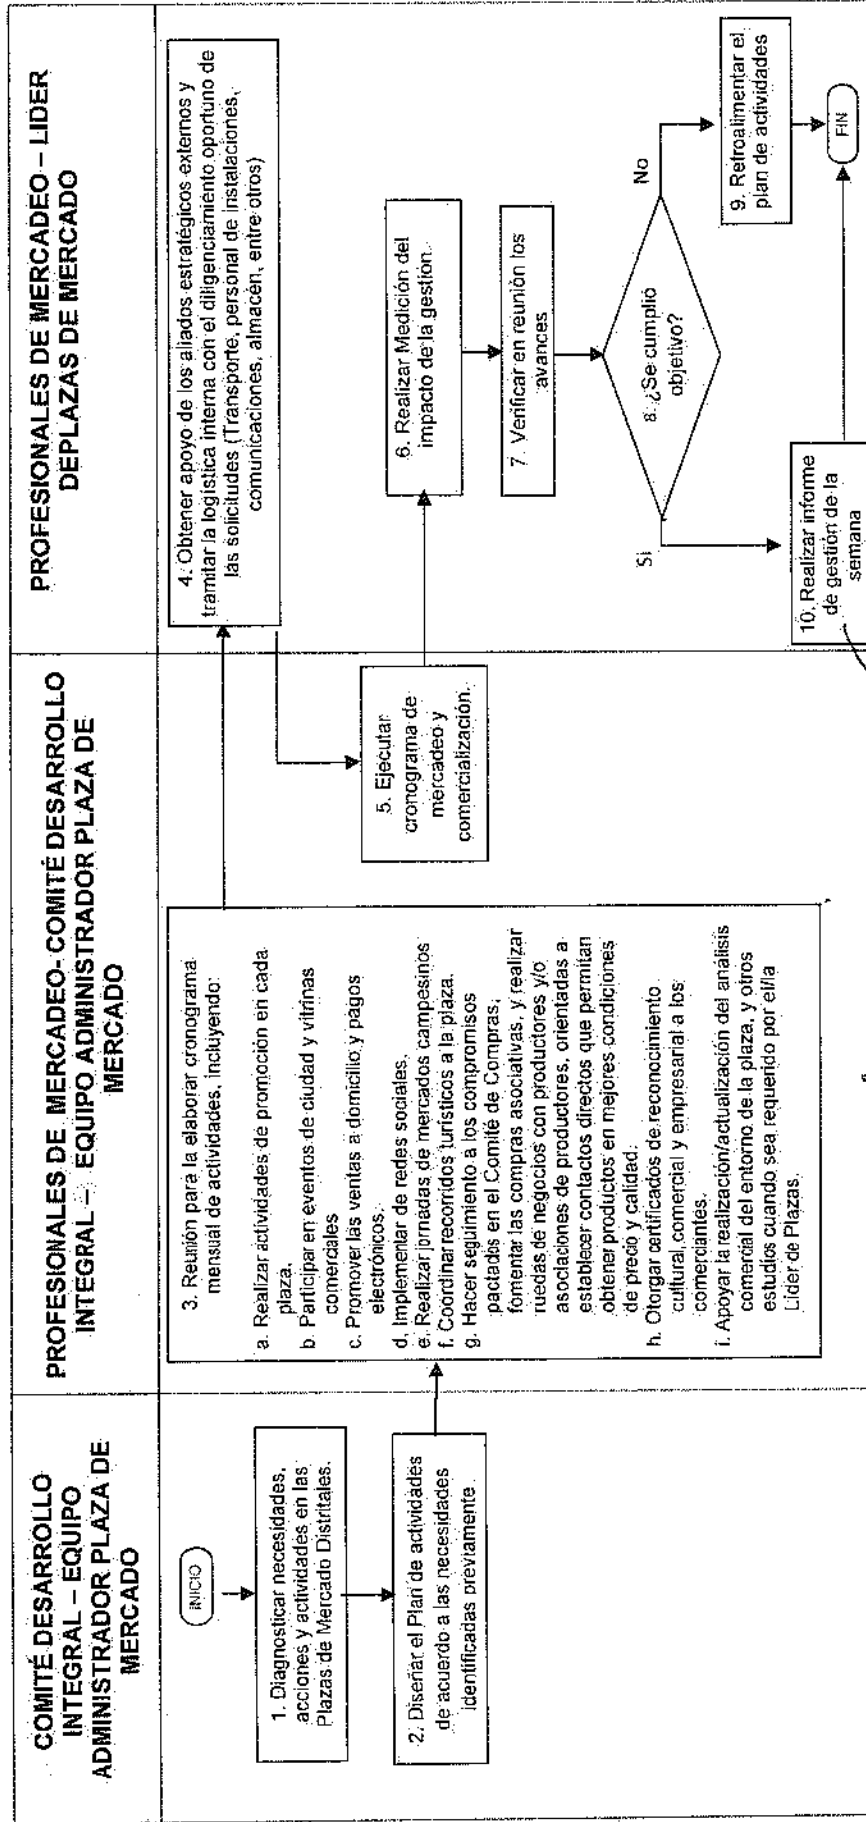 COMITÉ DESARROLLO
INTEGRAL – EQUIPO
ADMINISTRADOR PLAZA DE
MERCADO
PROFESIONALES DE MERCADEO- COMITÉ DESARROLLO
INTEGRAL – EQUIPO ADMINISTRADOR PLAZA DE
MERCADO
PROFESIONALES DE MERCADEO – LIDER
DEPLAZAS DE MERCADO
INICIO
1. Diagnosticar necesidades,
acciones y actividades en las
Plazas de Mercado Distritales.
2. Diseñar el Plan de actividades
de acuerdo a las necesidades
identificadas previamente
3. Reunión para la elaborar cronograma
mensual de actividades, incluyendo:
a. Realizar actividades de promoción en cada
plaza.
b. Participar en eventos de ciudad y vitrinas
comerciales
c. Promover las ventas a domicilio y pagos
electrónicos.
d. Implementar de redes sociales.
e. Realizar jornadas de mercados campesinos
f. Coordinar recorridos turísticos a la plaza.
g. Hacer seguimiento a los compromisos
pactados en el Comité de Compras,
fomentar las compras asociativas, y realizar
ruedas de negocios con productores y/o
asociaciones de productores, orientadas a
establecer contactos directos que permitan
obtener productos en mejores condiciones
de precio y calidad.
h. Otorgar certificados de reconocimiento
cultural, comercial y empresarial a los
comerciantes.
i. Apoyar la realización/actualización del análisis
comercial del entorno de la plaza, y otros
estudios cuando sea requerido por el/la
Líder de Plazas.
4. Obtener apoyo de los aliados estratégicos externos y
tramitar la logística interna con el diligenciamiento oportuno de
las solicitudes (Transporte, personal de instalaciones,
comunicaciones, almacén, entre otros)
5. Ejecutar
cronograma de
mercadeo y
comercialización.
6. Realizar Medición del
impacto de la gestión.
7. Verificar en reunión los
avances
8. ¿Se cumplió
objetivo?
Si
No
9. Retroalimentar el
plan de actividades
10. Realizar informe
de gestión de la
semana
FIN